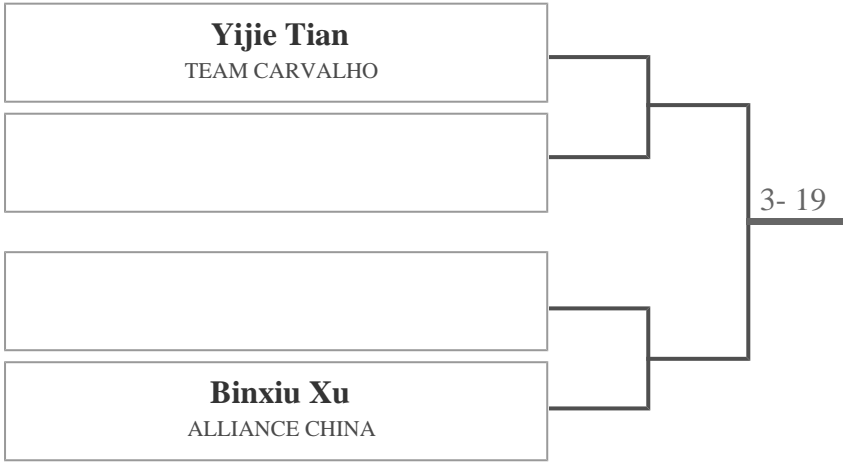 Yijie Tian
TEAM CARVALHO
3- 19
Binxiu Xu
ALLIANCE CHINA